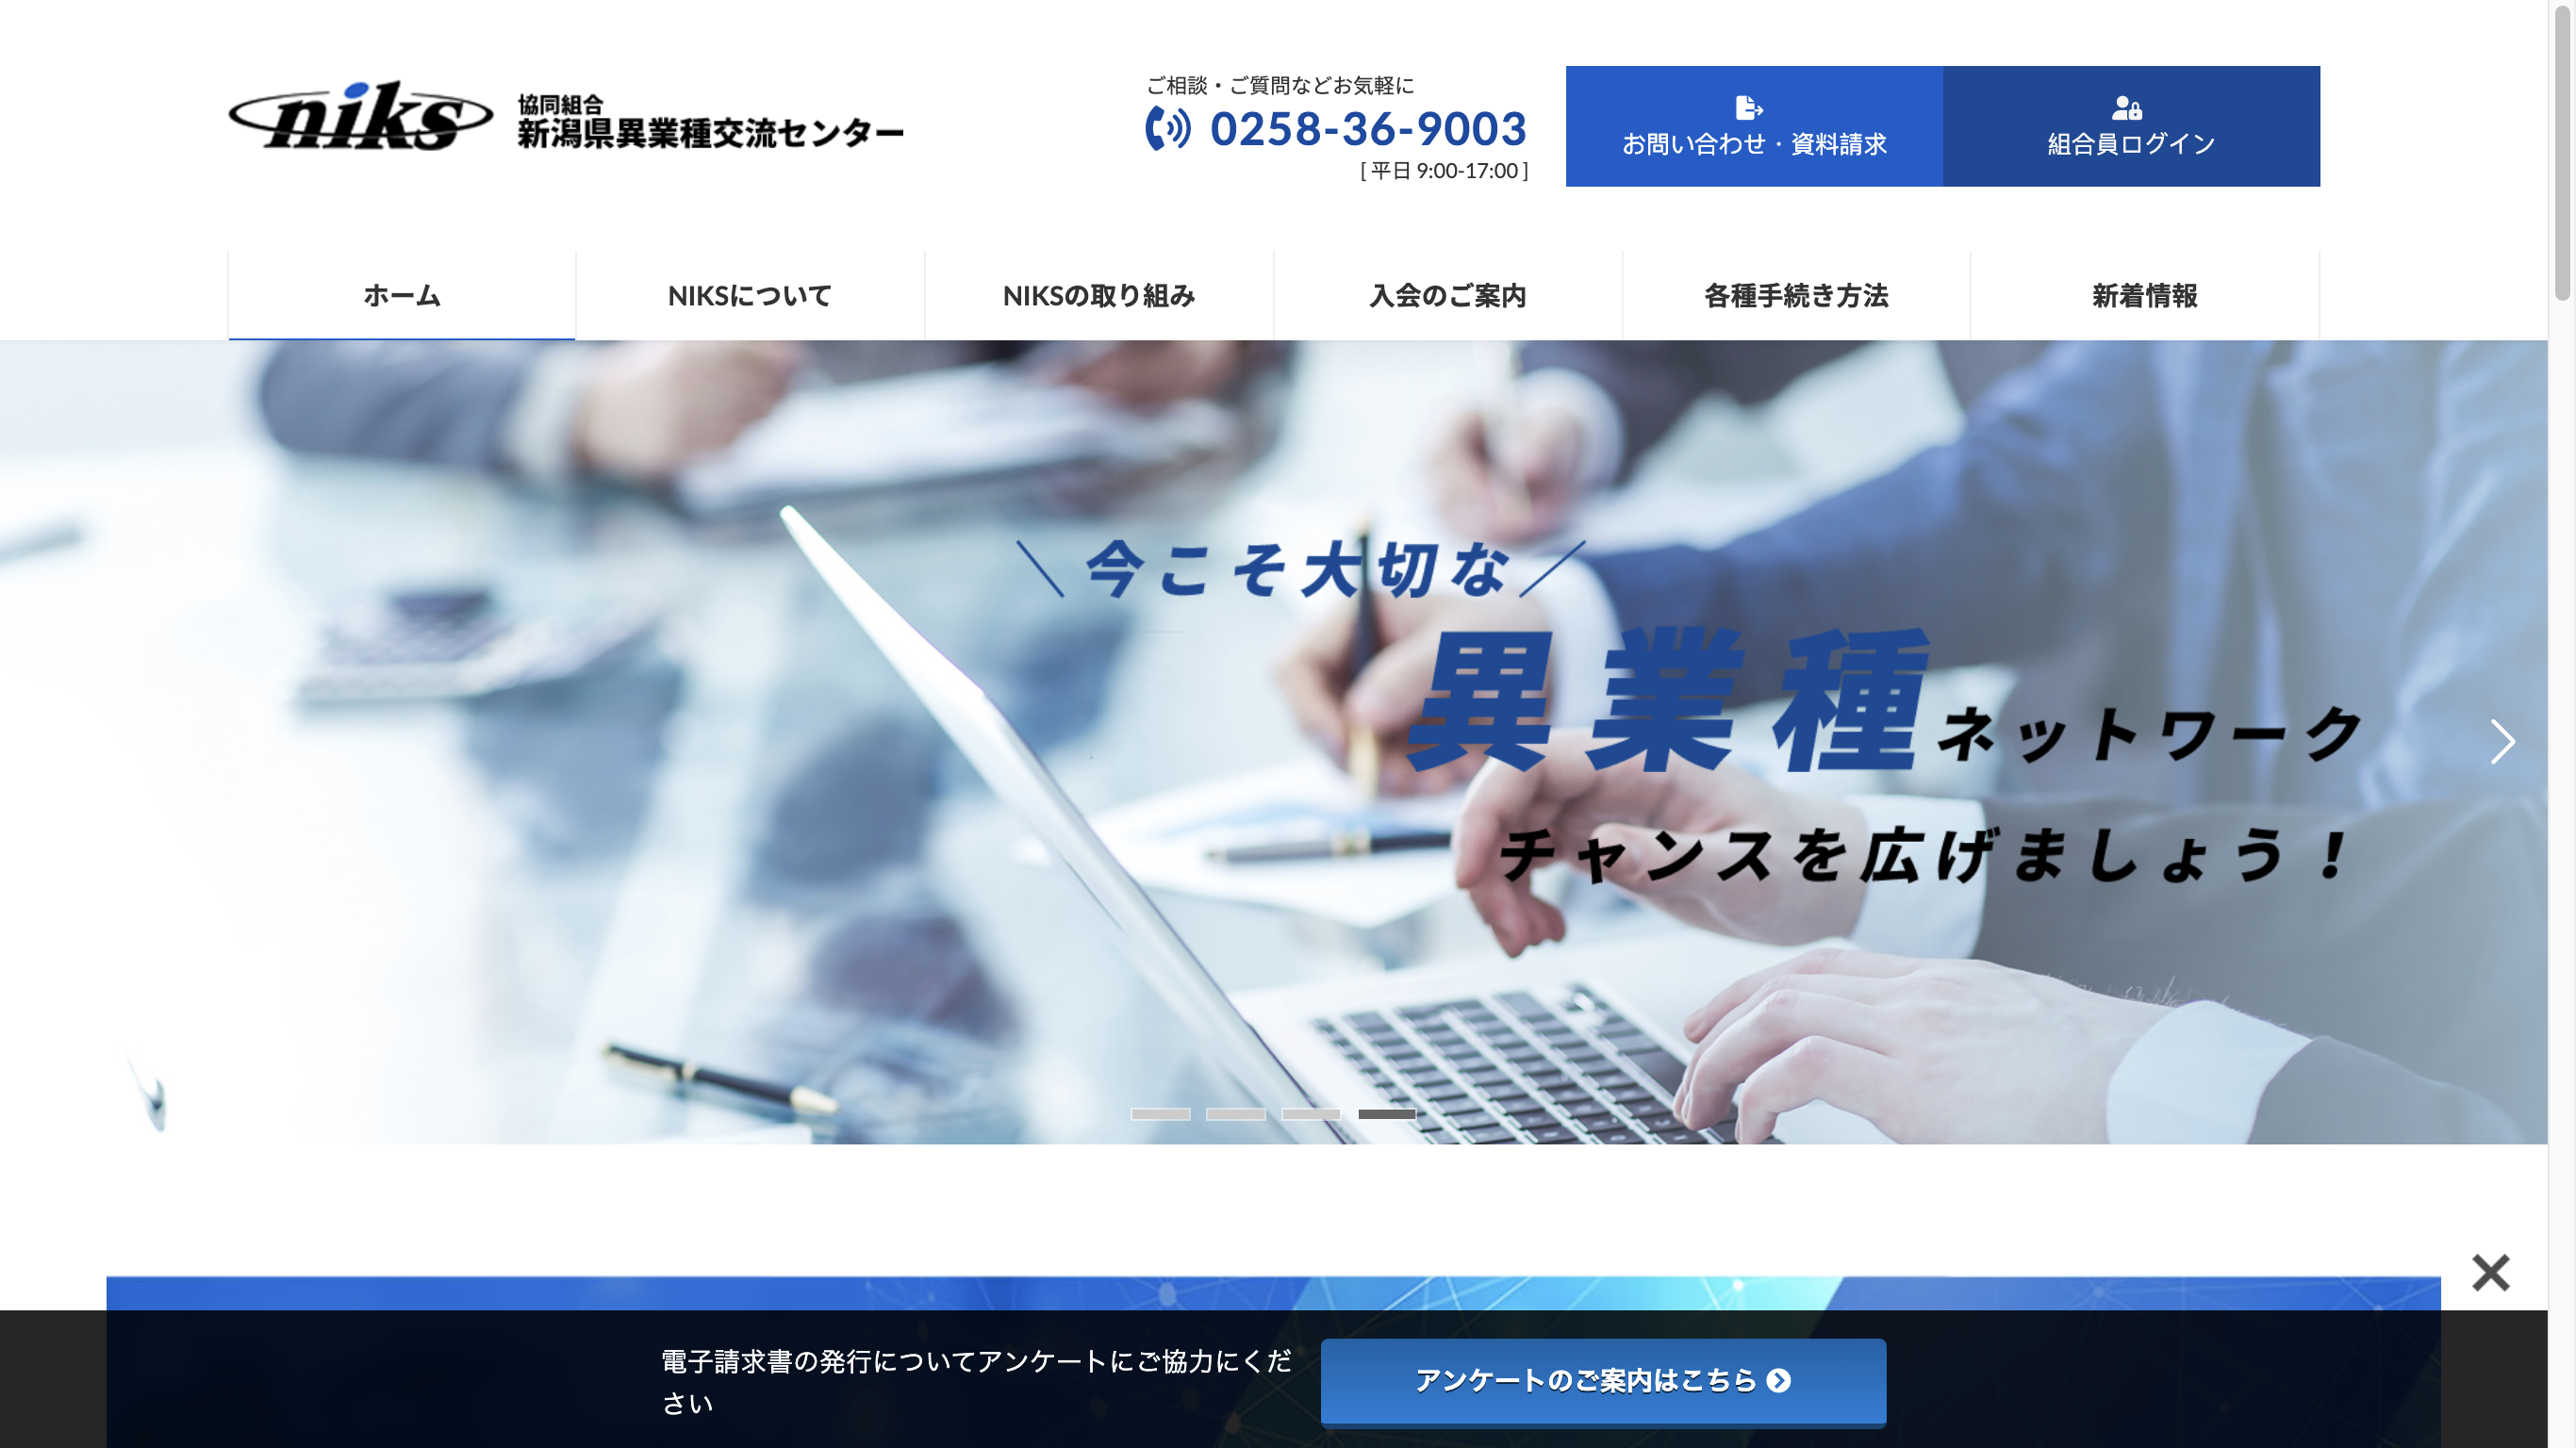 niks
協同組合
新潟県異業種交流センター
ご相談・ご質問などお気軽に
0258-36-9003
[ 平日 9:00-17:00 ]
お問い合わせ・資料請求
組合員ログイン
ホーム
NIKSについて
NIKSの取り組み
入会のご案内
各種手続き方法
新着情報
＼今こそ大切な／
異業種ネットワーク
チャンスを広げましょう！
電子請求書の発行についてアンケートにご協力にくだ
さい
アンケートのご案内はこちら